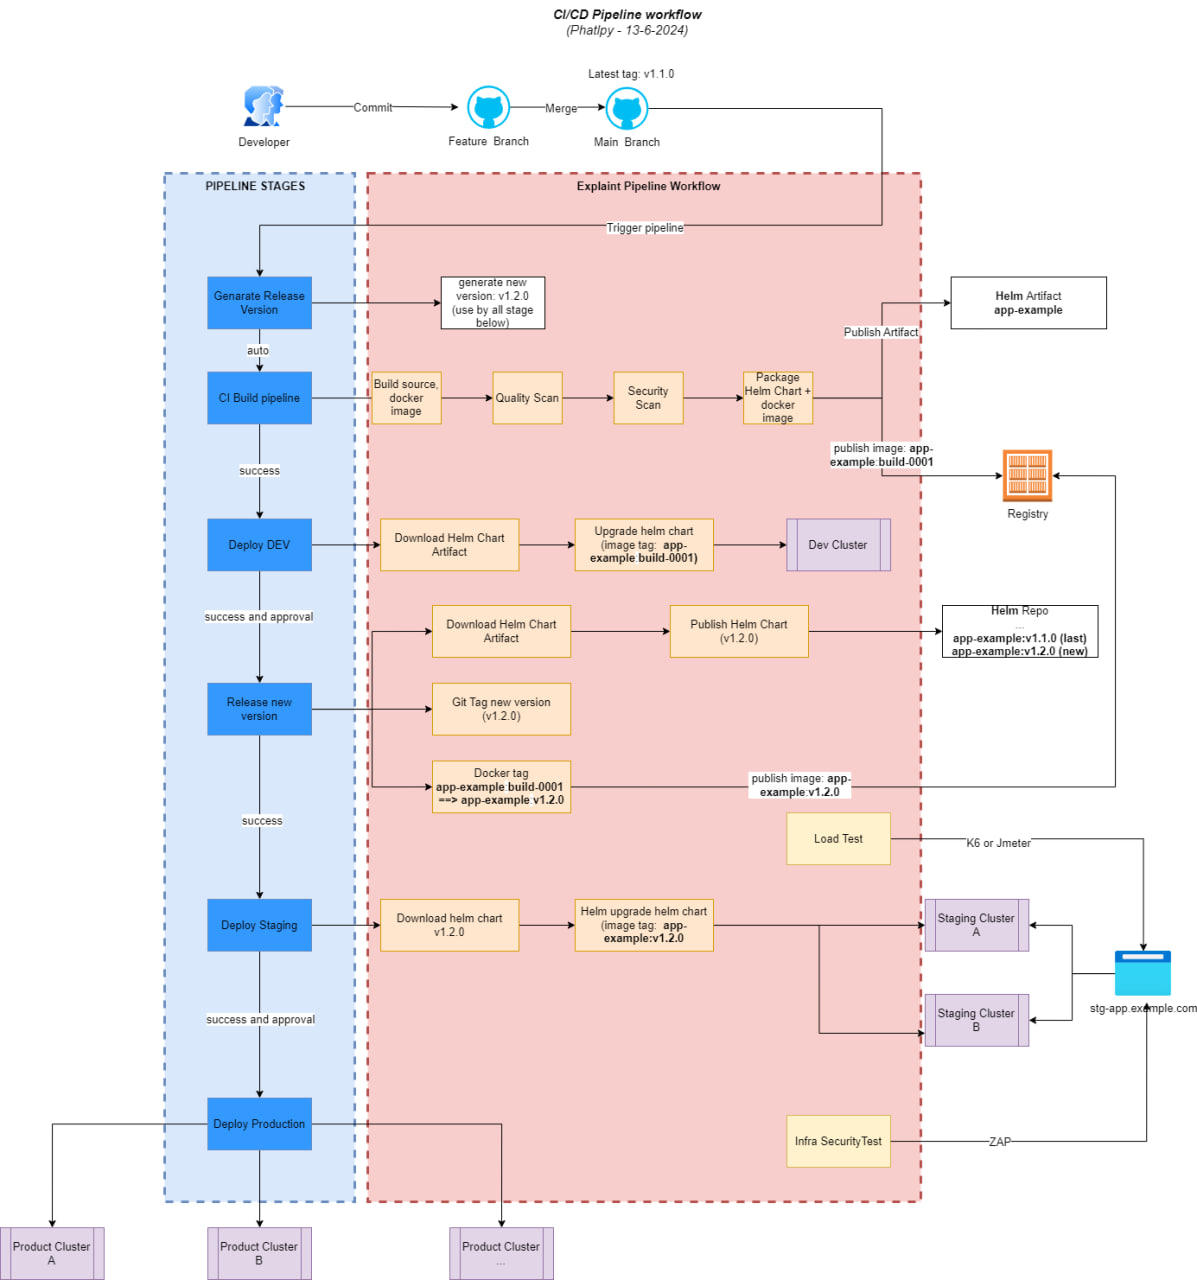 CI/CD Pipeline workflow
(Phatlpy - 13-6-2024)
Latest tag: v1.1.0
Commit
Merge
Developer
Feature Branch
Main Branch
PIPELINE STAGES
Explaint Pipeline Workflow
Trigger pipeline
Genarate Release
Version
generate new
version: v1.2.0
(use by all stage
below)
Helm Artifact
app-example
Publish Artifact
auto
CI Build pipeline
Build source,
docker
image
Quality Scan
Security
Scan
Package
Helm Chart +
docker
image
publish image: app-
example:build-0001
success
Registry
Deploy DEV
Download Helm Chart
Artifact
Upgrade helm chart
(image tag: app-
example:build-0001)
Dev Cluster
success and approval
Download Helm Chart
Artifact
Publish Helm Chart
(v1.2.0)
Helm Repo
...
app-example:v1.1.0 (last)
app-example:v1.2.0 (new)
Release new
version
Git Tag new version
(v1.2.0)
Docker tag
app-example:build-0001
==> app-example:v1.2.0
publish image: app-
example:v1.2.0
success
Load Test
K6 or Jmeter
Deploy Staging
Download helm chart
v1.2.0
Helm upgrade helm chart
(image tag: app-
example:v1.2.0
Staging Cluster
A
stg-app.example.com
Staging Cluster
B
success and approval
Deploy Production
Infra SecurityTest
ZAP
Product Cluster
A
Product Cluster
B
Product Cluster
...